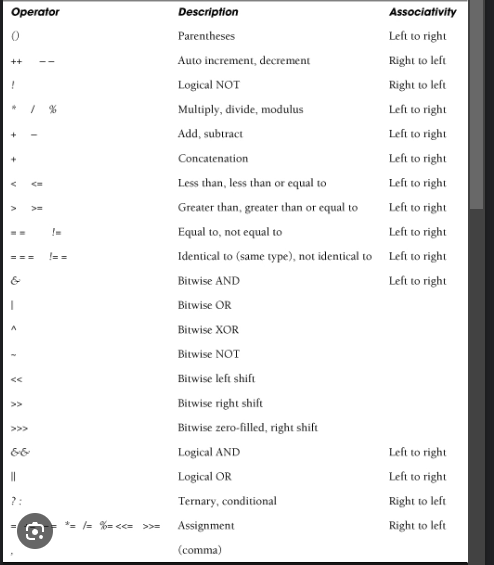 Operator Description Associativity
() Parentheses Left to right
++ -- Auto increment, decrement Right to left
! Logical NOT Right to left
* / % Multiply, divide, modulus Left to right
+ - Add, subtract Left to right
+ Concatenation Left to right
< <= Less than, less than or equal to Left to right
> >= Greater than, greater than or equal to Left to right
== != Equal to, not equal to Left to right
=== !== Identical to (same type), not identical to Left to right
& Bitwise AND Left to right
| Bitwise OR
^ Bitwise XOR
~ Bitwise NOT
<< Bitwise left shift
>> Bitwise right shift
>>> Bitwise zero-filled, right shift
&& Logical AND Left to right
|| Logical OR Left to right
? : Ternary, conditional Right to left
= *= /= %= <<= >>= Assignment Right to left
, (comma)